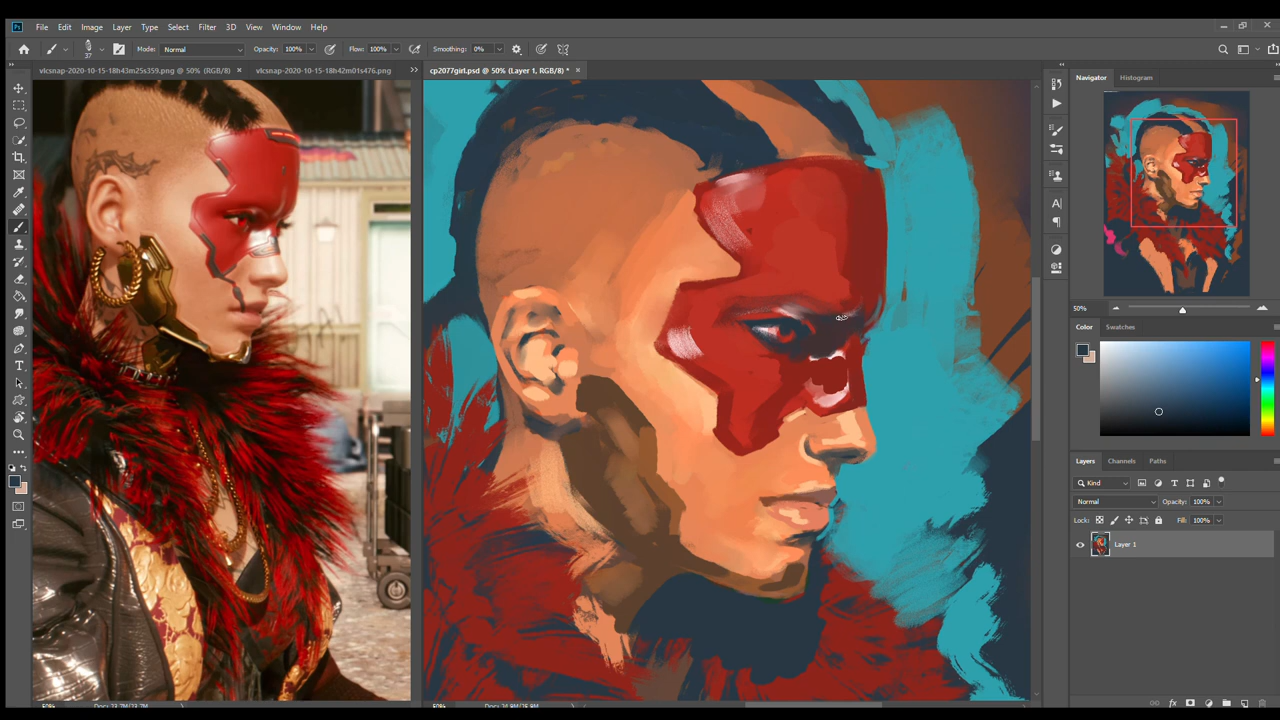 Ps File Edit Image Layer Type Select Filter 3D View Window Help
37 Mode: Normal Opacity: 100% Flow: 100% Smoothing: 0%
vlcsnap-2020-10-15-18h43m25s359.png @ 50% (RGB/8) × vlcsnap-2020-10-15-18h42m01s476.png >> cp2077girl.psd @ 50% (Layer 1, RGB/8) * ×
Navigator Histogram
50%
Color Swatches
Layers Channels Paths
Kind
Normal Opacity: 100%
Lock: Fill: 100%
Layer 1
fx